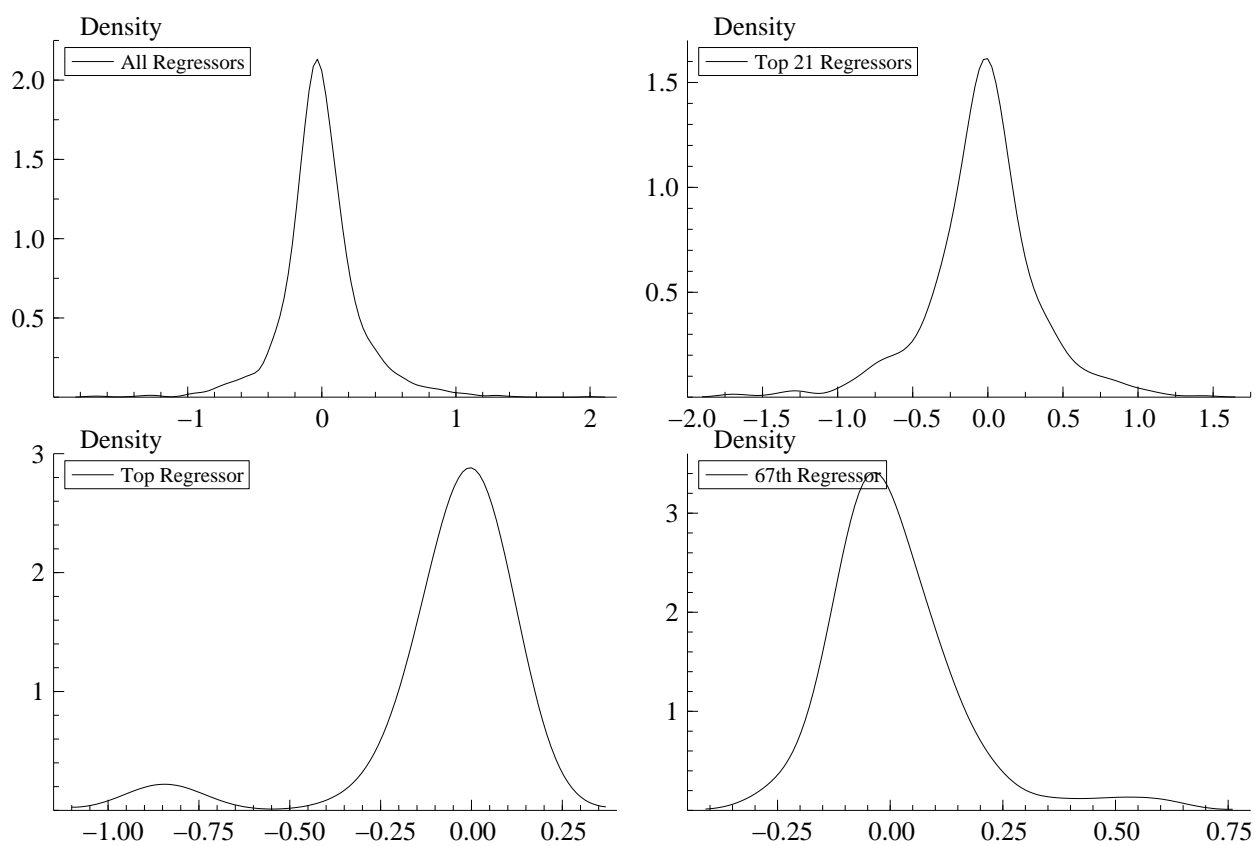 Density
All Regressors
2.0
1.5
1.0
0.5
−1 0 1 2
Density
Top 21 Regressors
1.5
1.0
0.5
−2.0 −1.5 −1.0 −0.5 0.0 0.5 1.0 1.5
Density
Top Regressor
3
2
1
−1.00 −0.75 −0.50 −0.25 0.00 0.25
Density
67th Regressor
3
2
1
−0.25 0.00 0.25 0.50 0.75